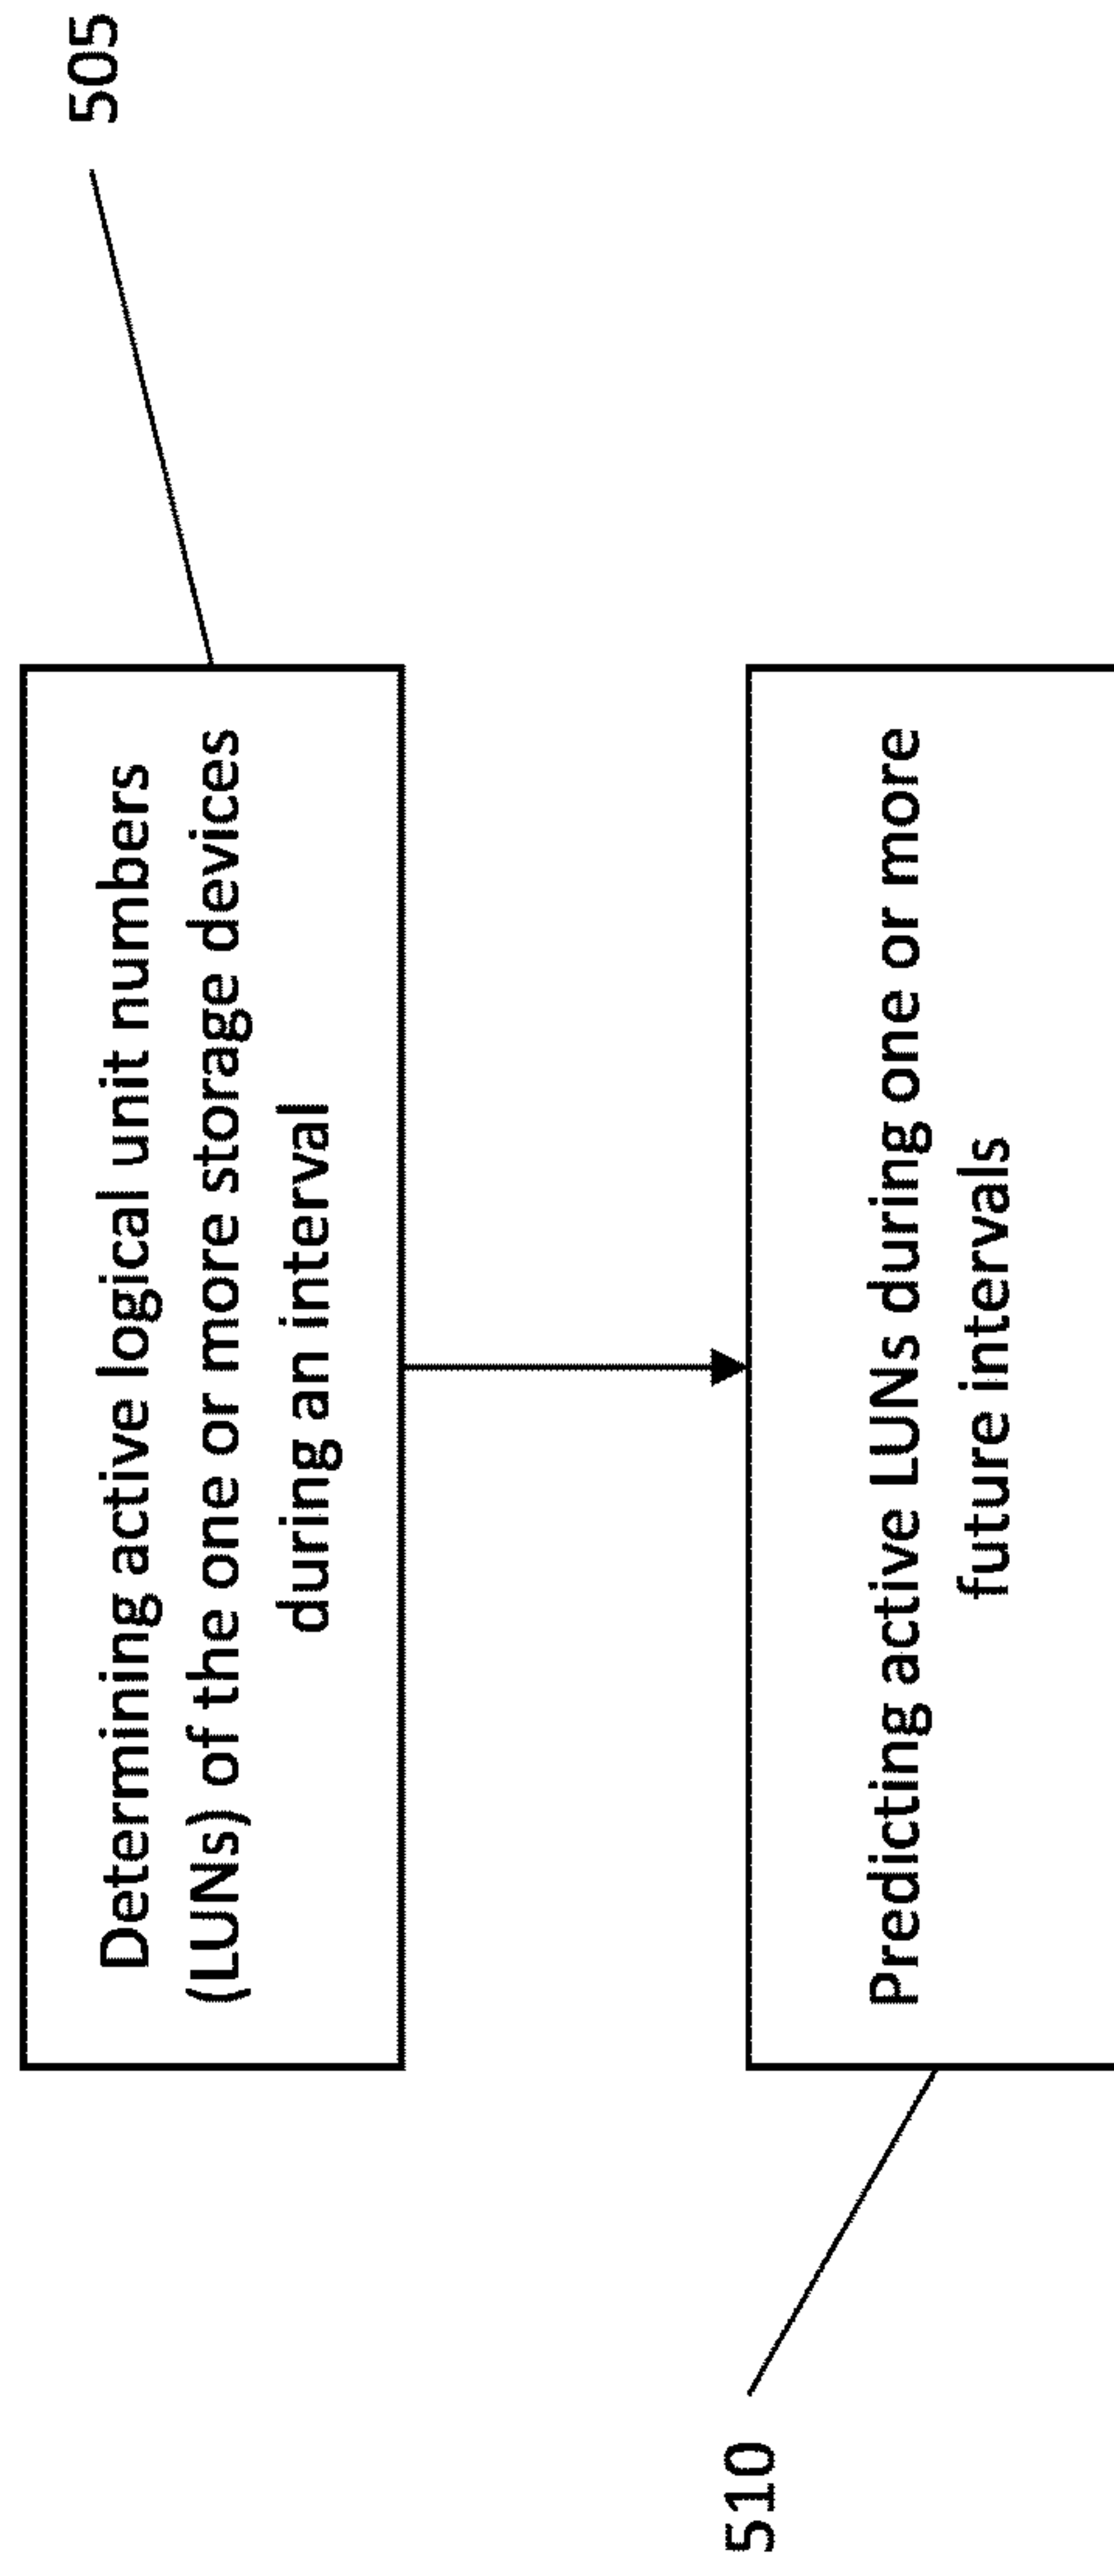 505
Determining active logical unit numbers
(LUNs) of the one or more storage devices
during an interval
510
Predicting active LUNs during one or more
future intervals